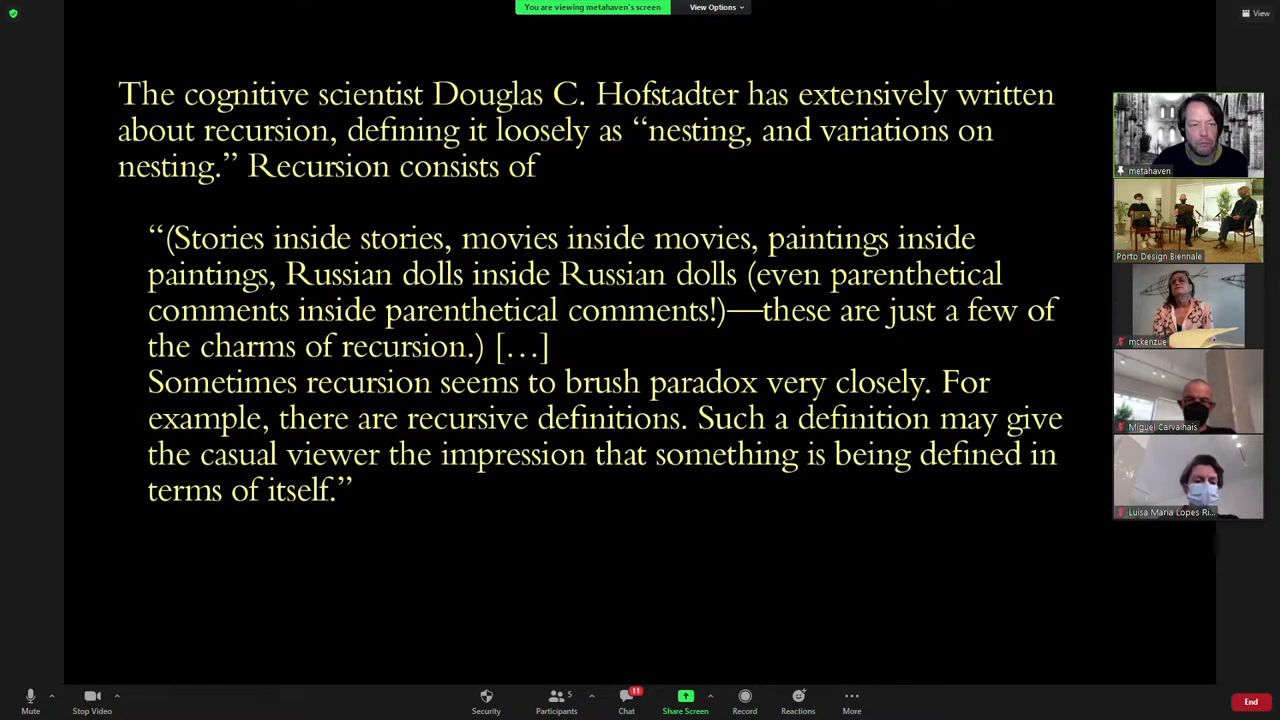 You are viewing metahaven's screen
View Options
View
The cognitive scientist Douglas C. Hofstadter has extensively written
about recursion, defining it loosely as “nesting, and variations on
nesting.” Recursion consists of
“(Stories inside stories, movies inside movies, paintings inside
paintings, Russian dolls inside Russian dolls (even parenthetical
comments inside parenthetical comments!)—these are just a few of
the charms of recursion.) […]
Sometimes recursion seems to brush paradox very closely. For
example, there are recursive definitions. Such a definition may give
the casual viewer the impression that something is being defined in
terms of itself.”
metahaven
Porto Design Biennale
mckenzue
Miguel Carvalhais
Luisa Maria Lopes Ri...
Mute
Stop Video
Security
Participants
5
Chat
11
Share Screen
Record
Reactions
More
End